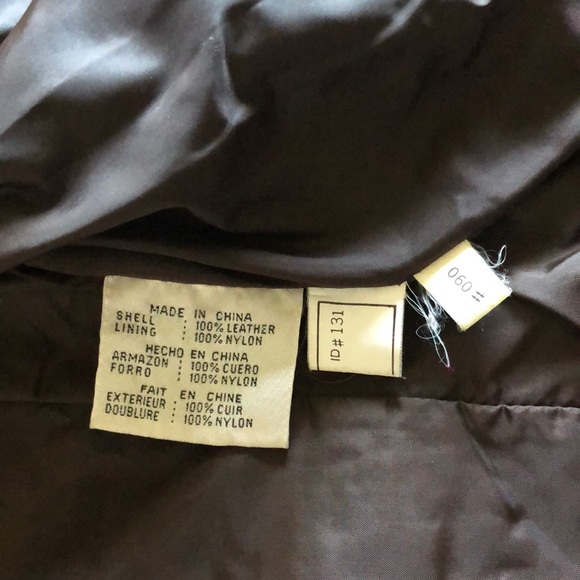 MADE IN CHINA
SHELL : 100% LEATHER
LINING : 100% NYLON
HECHO EN CHINA
ARMAZON : 100% CUERO
FORRO : 100% NYLON
FAIT EN CHINE
EXTERIEUR : 100% CUIR
DOUBLURE : 100% NYLON
ID# 131
# 090